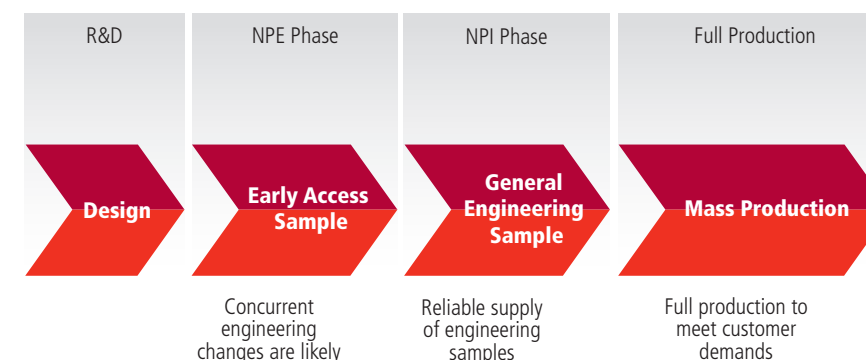 R&D
NPE Phase
NPI Phase
Full Production
Design
Early Access
Sample
General
Engineering
Sample
Mass Production
Concurrent
engineering
changes are likely
Reliable supply
of engineering
samples
Full production to
meet customer
demands